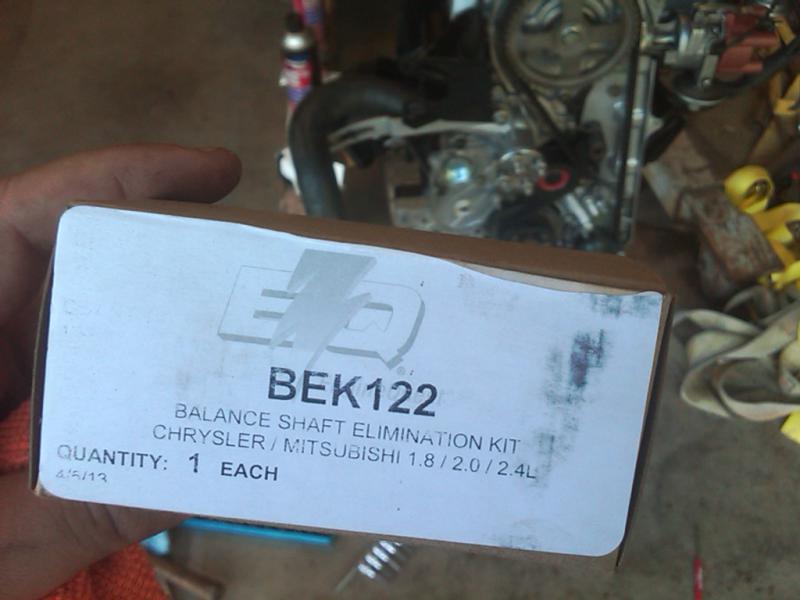 EQ
®
BEK122
BALANCE SHAFT ELIMINATION KIT
CHRYSLER / MITSUBISHI 1.8 / 2.0 / 2.4L
QUANTITY: 1 EACH
4/5/13